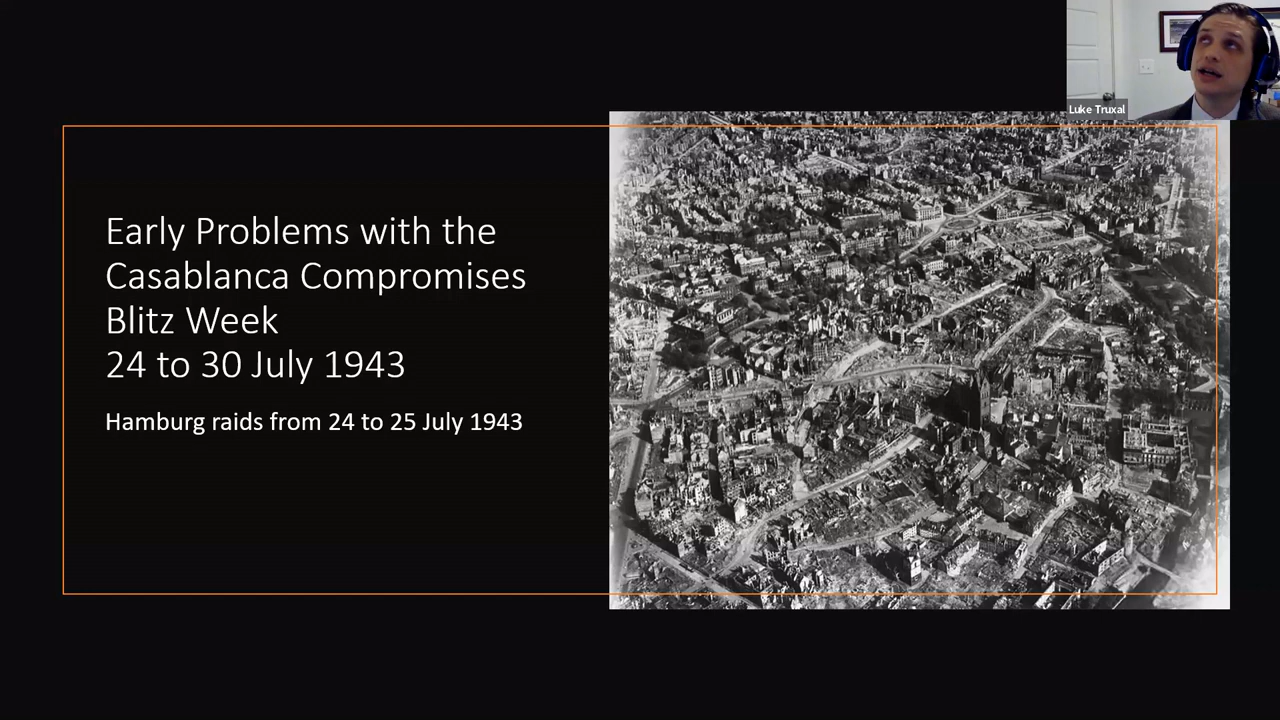 Luke Truxal
Early Problems with the
Casablanca Compromises
Blitz Week
24 to 30 July 1943
Hamburg raids from 24 to 25 July 1943